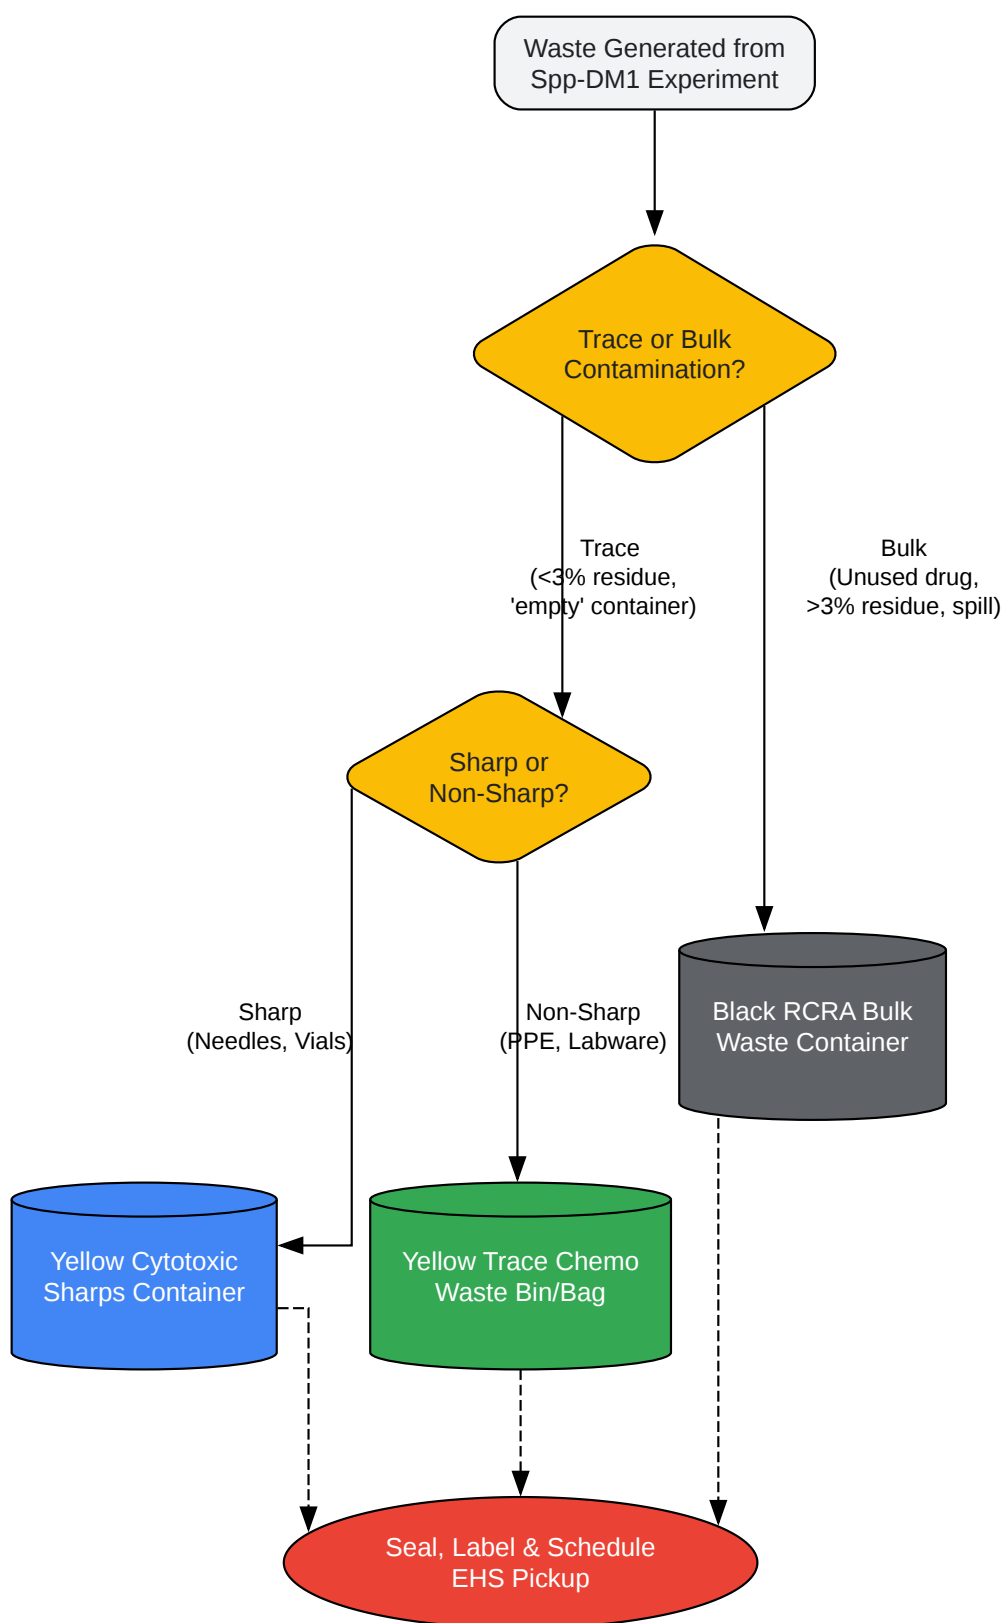 Waste Generated from
Spp-DM1 Experiment
Trace or Bulk
Contamination?
Trace
(<3% residue,
'empty' container)
Bulk
(Unused drug,
>3% residue, spill)
Sharp or
Non-Sharp?
Sharp
(Needles, Vials)
Non-Sharp
(PPE, Labware)
Black RCRA Bulk
Waste Container
Yellow Cytotoxic
Sharps Container
Yellow Trace Chemo
Waste Bin/Bag
Seal, Label & Schedule
EHS Pickup